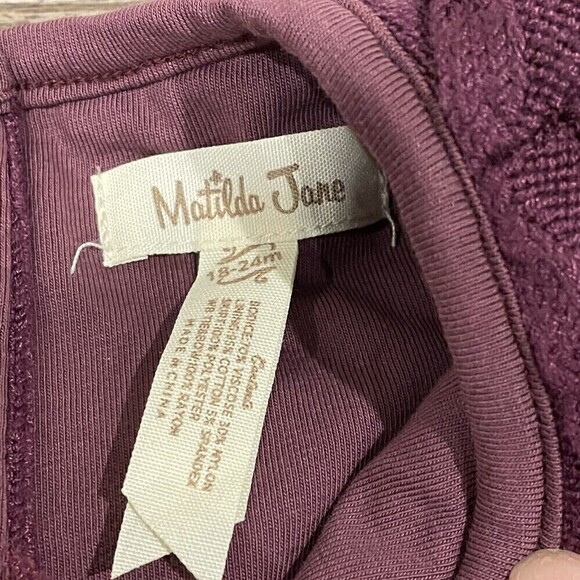 Matilda Jane
18-24m
Contents:
BODICE: 70% VISCOSE 30% NYLON
LINING:95% COTTON 5% SPANDEX
SKIRT:100% POLYESTER
WAISTBROW:100% RAYON
MADE IN CHINA